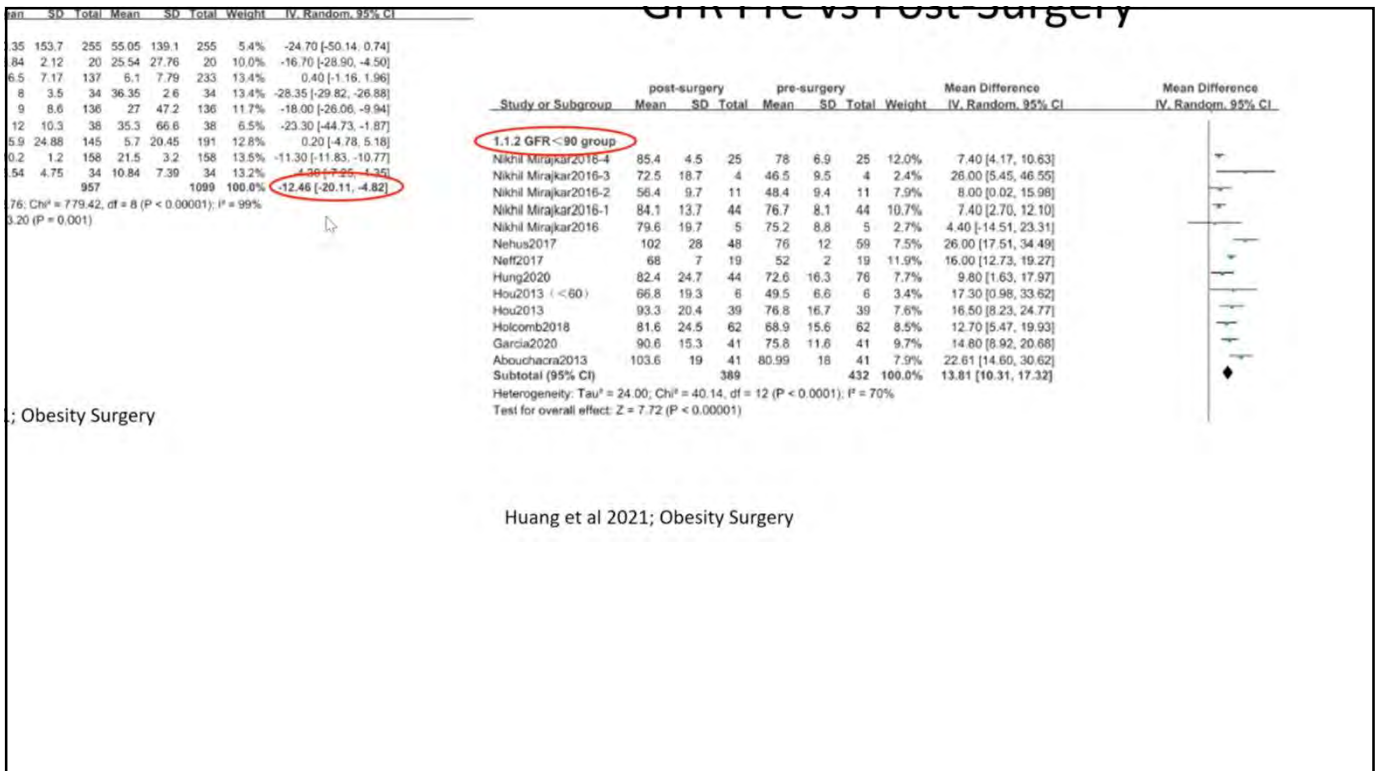 GFR Pre vs Post-Surgery
ean SD Total Mean SD Total Weight IV. Random. 95% CI
.35 153.7 255 55.05 139.1 255 5.4% -24.70 [-50.14, 0.74]
.84 2.12 20 25.54 27.76 20 10.0% -16.70 [-28.90, -4.50]
6.5 7.17 137 6.1 7.79 233 13.4% 0.40 [-1.16, 1.96]
8 3.5 34 36.35 2.6 34 13.4% -28.35 [-29.82, -26.88]
9 8.6 136 27 47.2 136 11.7% -18.00 [-26.06, -9.94]
12 10.3 38 35.3 66.6 38 6.5% -23.30 [-44.73, -1.87]
5.9 24.88 145 5.7 20.45 191 12.8% 0.20 [-4.78, 5.18]
0.2 1.2 158 21.5 3.2 158 13.5% -11.30 [-11.83, -10.77]
.54 4.75 34 10.84 7.39 34 13.2% -4.30 [-7.25, -1.35]
957 1099 100.0% -12.46 [-20.11, -4.82]
.76; Chi² = 779.42, df = 8 (P < 0.00001); I² = 99%
3.20 (P = 0.001)
; Obesity Surgery
post-surgery pre-surgery Mean Difference Mean Difference
Study or Subgroup Mean SD Total Mean SD Total Weight IV. Random. 95% CI IV. Random. 95% CI
1.1.2 GFR<90 group
Nikhil Mirajkar2016-4 85.4 4.5 25 78 6.9 25 12.0% 7.40 [4.17, 10.63]
Nikhil Mirajkar2016-3 72.5 18.7 4 46.5 9.5 4 2.4% 26.00 [5.45, 46.55]
Nikhil Mirajkar2016-2 56.4 9.7 11 48.4 9.4 11 7.9% 8.00 [0.02, 15.98]
Nikhil Mirajkar2016-1 84.1 13.7 44 76.7 8.1 44 10.7% 7.40 [2.70, 12.10]
Nikhil Mirajkar2016 79.6 19.7 5 75.2 8.8 5 2.7% 4.40 [-14.51, 23.31]
Nehus2017 102 28 48 76 12 59 7.5% 26.00 [17.51, 34.49]
Neff2017 68 7 19 52 2 19 11.9% 16.00 [12.73, 19.27]
Hung2020 82.4 24.7 44 72.6 16.3 76 7.7% 9.80 [1.63, 17.97]
Hou2013（<60） 66.8 19.3 6 49.5 6.6 6 3.4% 17.30 [0.98, 33.62]
Hou2013 93.3 20.4 39 76.8 16.7 39 7.6% 16.50 [8.23, 24.77]
Holcomb2018 81.6 24.5 62 68.9 15.6 62 8.5% 12.70 [5.47, 19.93]
Garcia2020 90.6 15.3 41 75.8 11.6 41 9.7% 14.80 [8.92, 20.68]
Abouchacra2013 103.6 19 41 80.99 18 41 7.9% 22.61 [14.60, 30.62]
Subtotal (95% CI) 389 432 100.0% 13.81 [10.31, 17.32]
Heterogeneity: Tau² = 24.00; Chi² = 40.14, df = 12 (P < 0.0001); I² = 70%
Test for overall effect: Z = 7.72 (P < 0.00001)
Huang et al 2021; Obesity Surgery